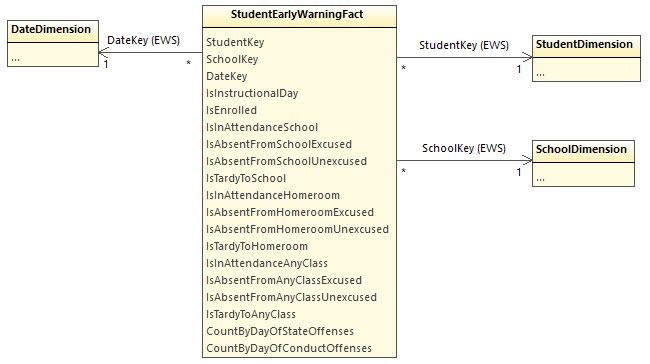 DateDimension
...
DateKey (EWS)
1
*
StudentEarlyWarningFact
StudentKey
SchoolKey
DateKey
IsInstructionalDay
IsEnrolled
IsInAttendanceSchool
IsAbsentFromSchoolExcused
IsAbsentFromSchoolUnexcused
IsTardyToSchool
IsInAttendanceHomeroom
IsAbsentFromHomeroomExcused
IsAbsentFromHomeroomUnexcused
IsTardyToHomeroom
IsInAttendanceAnyClass
IsAbsentFromAnyClassExcused
IsAbsentFromAnyClassUnexcused
IsTardyToAnyClass
CountByDayOfStateOffenses
CountByDayOfConductOffenses
StudentKey (EWS)
*
1
StudentDimension
...
SchoolKey (EWS)
*
1
SchoolDimension
...